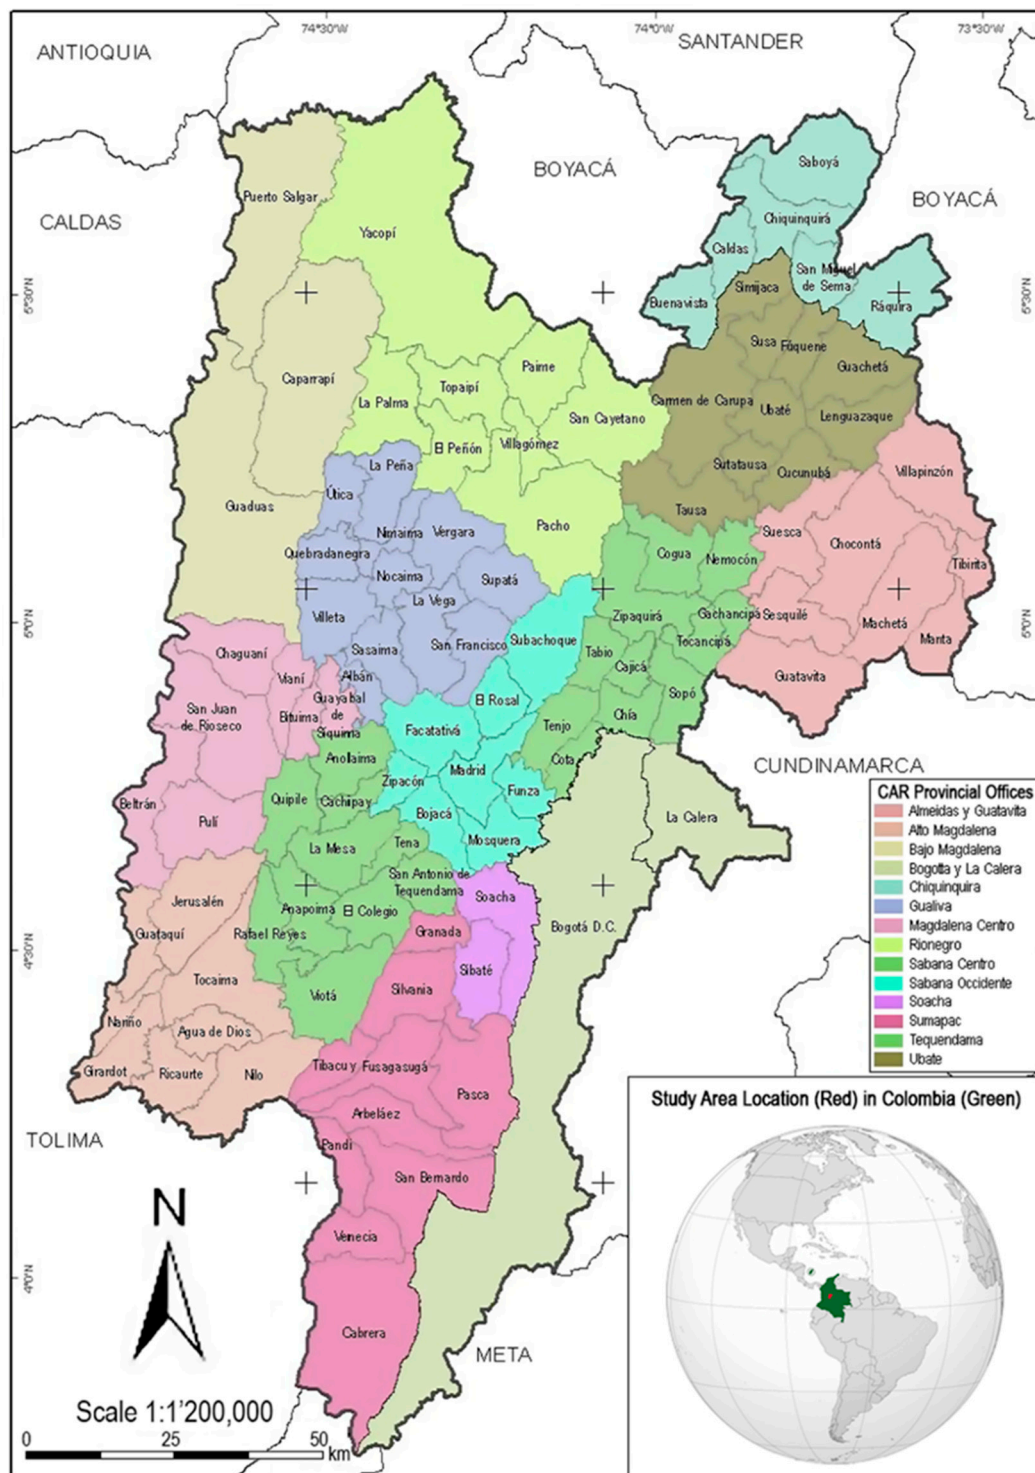 74°30'W
74°0'W
73°30'W
ANTIOQUIA
SANTANDER
BOYACÁ
BOYACÁ
CALDAS
5°30'N
5°30'N
Saboyá
Puerto Salgar
Chiquinquirá
Yacopí
Caldas
San Miguel
de Sema
Simijaca
Buenavista
Ráquira
Susa
Fúquene
Paime
Guachetá
Caparrapí
Topaipí
La Palma
Carmen de Carupa
Ubaté
Lenguazaque
San Cayetano
El Peñón
Villagómez
La Peña
Sutatausa
Cucunubá
Villapinzón
Útica
Guaduas
Tausa
Pacho
Nimaima
Vergara
Suesca
Chocontá
Quebradanegra
Cogua
Nemocón
Tibirita
Nocaima
Supatá
La Vega
Villeta
Zipaquirá
Gachancipá
Sesquilé
Machetá
5°0'N
5°0'N
Subachoque
Tocancipá
Manta
Chaguaní
Sasaima
San Francisco
Tabio
Cajicá
Guatavita
Vianí
Albán
Guayabal
de
Siquima
El Rosal
Sopó
San Juan
de Rioseco
Bituima
Chía
Facatativá
Tenjo
Anolaima
Cota
CUNDINAMARCA
Madrid
Zipacón
Funza
Beltrán
Quipile
Cachipay
Bojacá
La Calera
Pulí
Mosquera
La Mesa
Tena
San Antonio de
Tequendama
Soacha
Jerusalén
Anapoima
El Colegio
Guataquí
Rafael Reyes
Granada
Bogotá D.C.
4°30'N
Sibaté
Tocaima
Silvania
Viotá
Nariño
Agua de Dios
Girardot
Ricaurte
Nilo
Tibacuy
Fusagasugá
Pasca
Arbeláez
TOLIMA
Pandi
San Bernardo
Venecia
4°0'N
Cabrera
META
CAR Provincial Offices
Almeidas y Guatavita
Alto Magdalena
Bajo Magdalena
Bogotta y La Calera
Chiquinquira
Gualiva
Magdalena Centro
Rionegro
Sabana Centro
Sabana Occidente
Soacha
Sumapac
Tequendama
Ubate
Study Area Location (Red) in Colombia (Green)
N
Scale 1:1'200,000
0 25 50
km